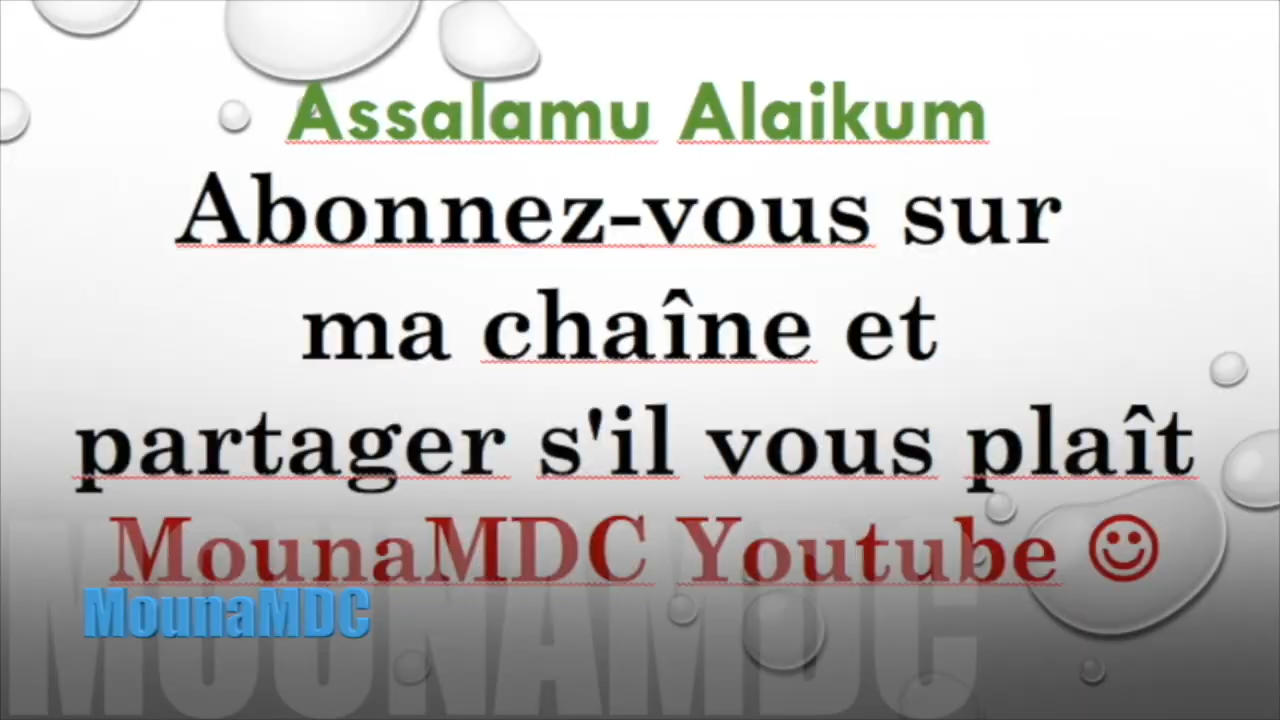 Assalamu Alaikum
Abonnez-vous sur
ma chaîne et
partager s'il vous plaît
MounaMDC Youtube ☺
MounaMDC
MOUNAMDC